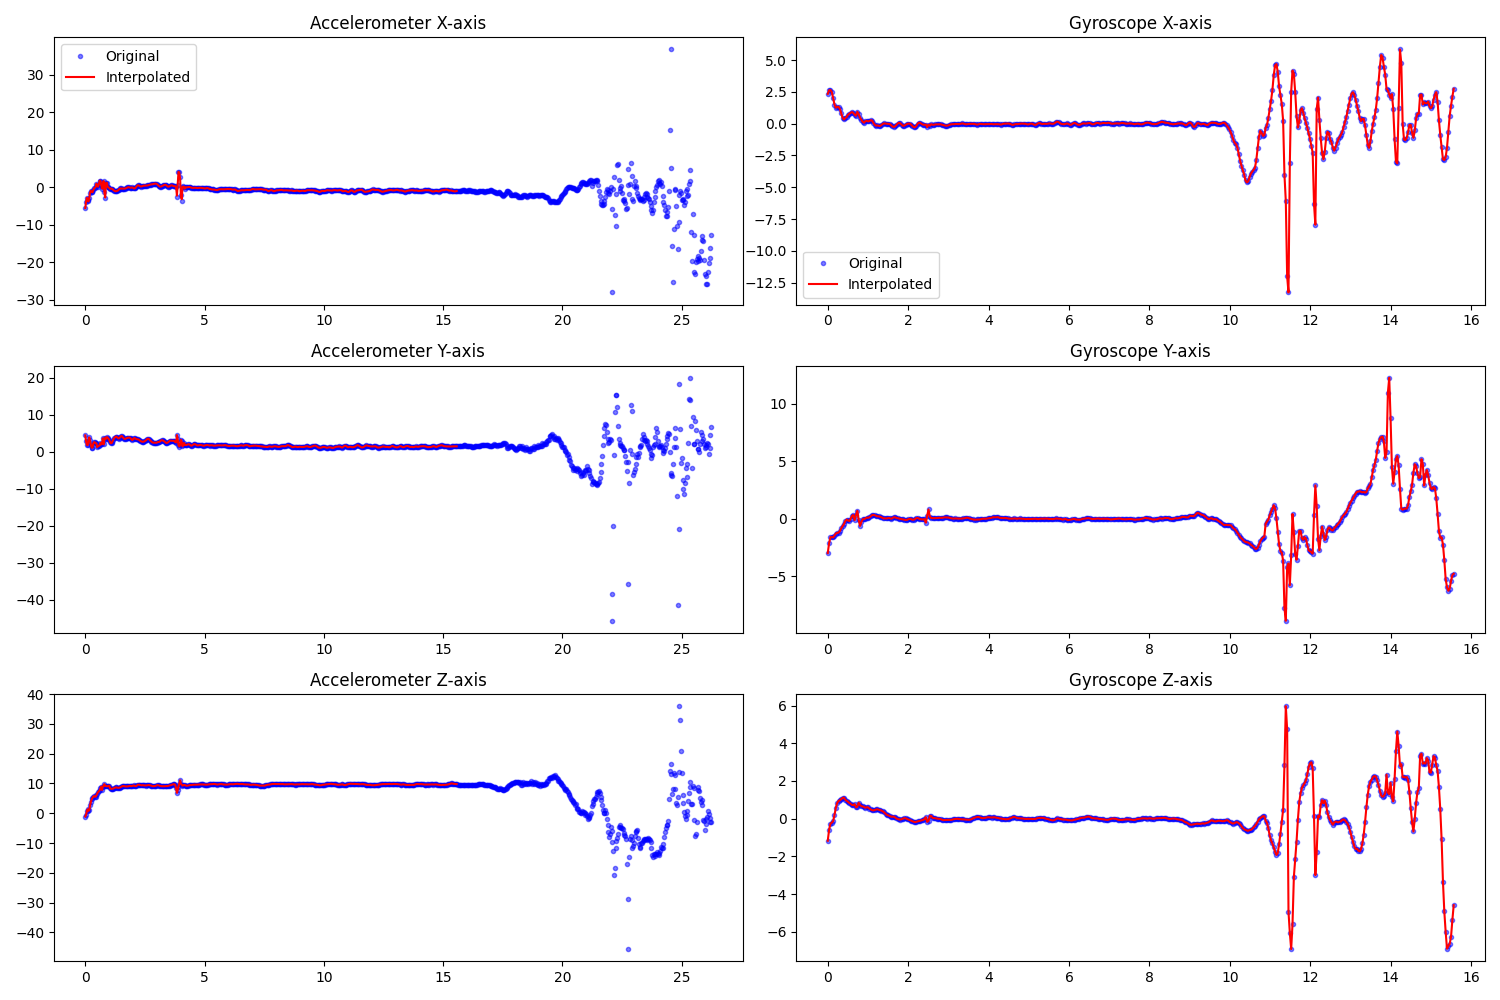 Accelerometer X-axis
Original
Interpolated
30
20
10
0
−10
−20
−30
0 5 10 15 20 25
Gyroscope X-axis
5.0
2.5
0.0
−2.5
−5.0
−7.5
−10.0
−12.5
Original
Interpolated
0 2 4 6 8 10 12 14 16
Accelerometer Y-axis
20
10
0
−10
−20
−30
−40
0 5 10 15 20 25
Gyroscope Y-axis
10
5
0
−5
0 2 4 6 8 10 12 14 16
Accelerometer Z-axis
40
30
20
10
0
−10
−20
−30
−40
0 5 10 15 20 25
Gyroscope Z-axis
6
4
2
0
−2
−4
−6
0 2 4 6 8 10 12 14 16